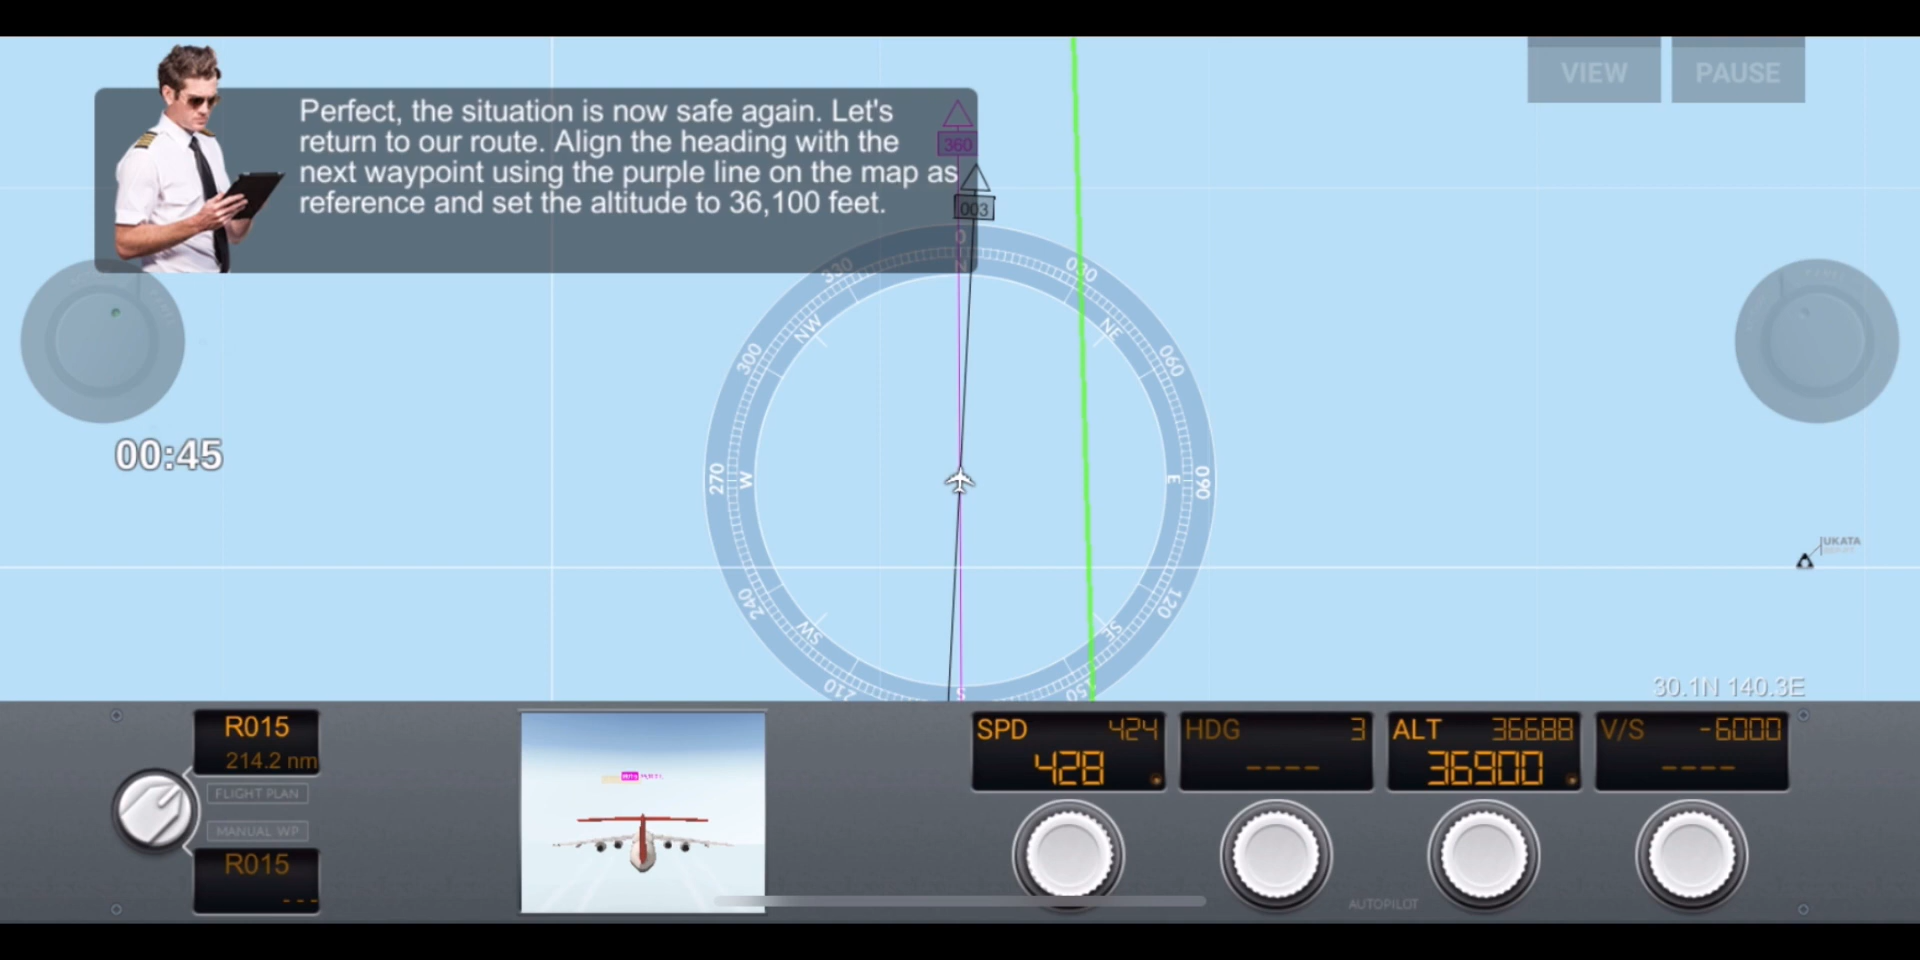 VIEW
PAUSE
Perfect, the situation is now safe again. Let's
return to our route. Align the heading with the
next waypoint using the purple line on the map as
reference and set the altitude to 36,100 feet.
360
003
0
N
330
030
NW
NE
300
060
270
W
E
090
240
120
SW
SE
210
S
150
00:45
UKATA
30.1N 140.3E
R015
214.2 nm
FLIGHT PLAN
MANUAL WP
R015
---
SPD 424
428
HDG 3
----
ALT 36688
36900
V/S -6000
----
AUTOPILOT